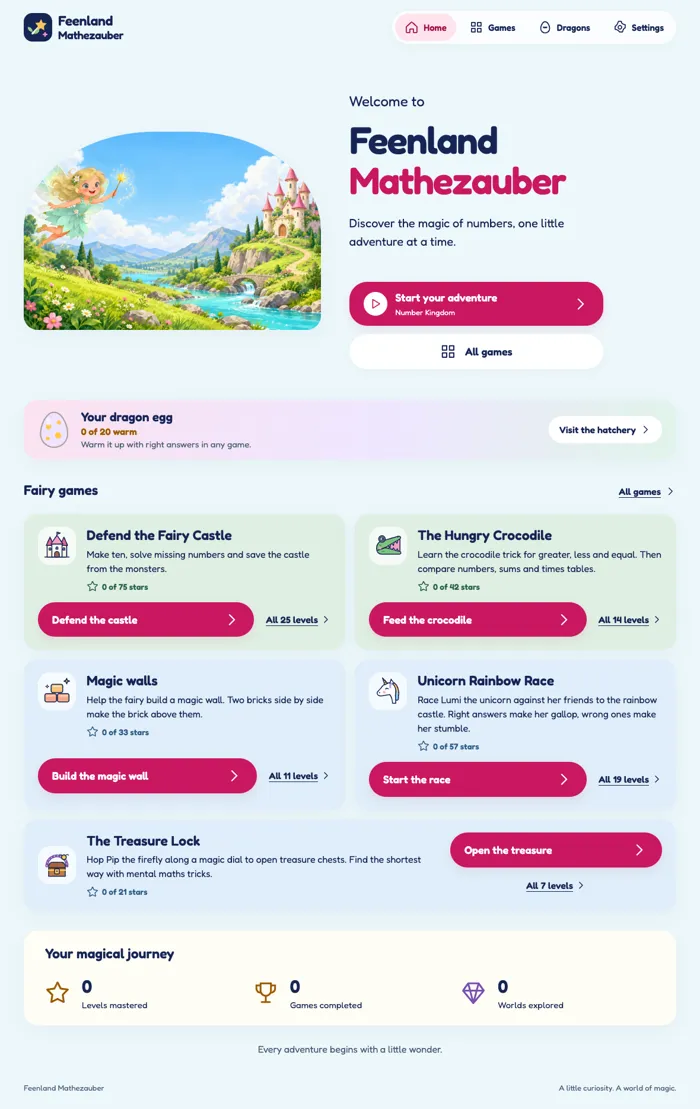 Feenland
Mathezauber
Home
Games
Dragons
Settings
Welcome to
Feenland
Mathezauber
Discover the magic of numbers, one little
adventure at a time.
Start your adventure
Number Kingdom
All games
Your dragon egg
0 of 20 warm
Warm it up with right answers in any game.
Visit the hatchery
Fairy games
All games
Defend the Fairy Castle
Make ten, solve missing numbers and save the castle
from the monsters.
0 of 75 stars
Defend the castle
All 25 levels
The Hungry Crocodile
Learn the crocodile trick for greater, less and equal. Then
compare numbers, sums and times tables.
0 of 42 stars
Feed the crocodile
All 14 levels
Magic walls
Help the fairy build a magic wall. Two bricks side by side
make the brick above them.
0 of 33 stars
Build the magic wall
All 11 levels
Unicorn Rainbow Race
Race Lumi the unicorn against her friends to the rainbow
castle. Right answers make her gallop, wrong ones make
her stumble.
0 of 57 stars
Start the race
All 19 levels
The Treasure Lock
Hop Pip the firefly along a magic dial to open treasure chests. Find the shortest
way with mental maths tricks.
0 of 21 stars
Open the treasure
All 7 levels
Your magical journey
0
Levels mastered
0
Games completed
0
Worlds explored
Every adventure begins with a little wonder.
Feenland Mathezauber
A little curiosity. A world of magic.